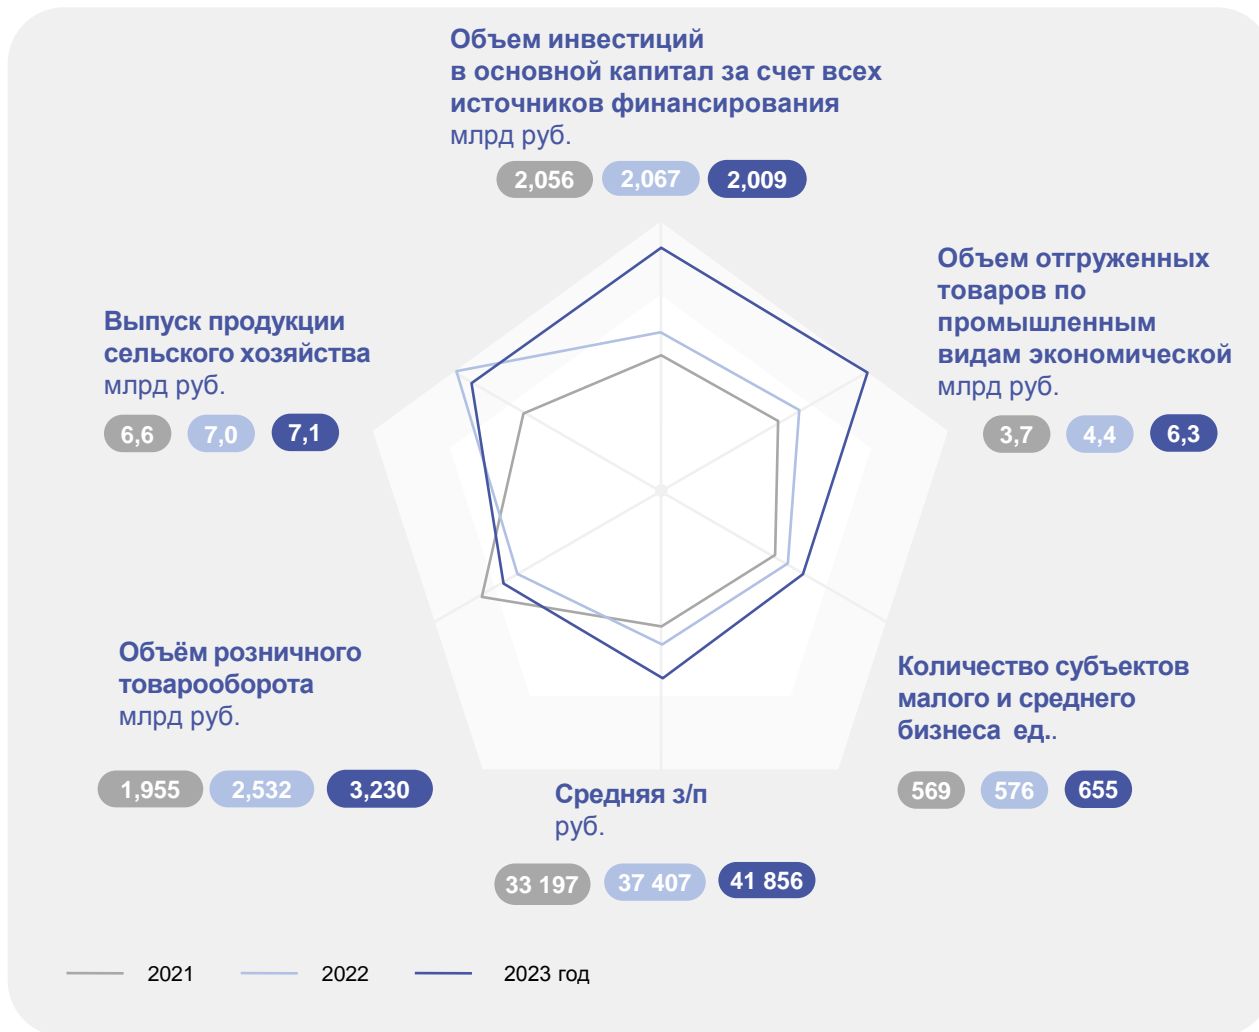 Объем инвестиций
в основной капитал за счет всех
источников финансирования
млрд руб.
2,056 2,067 2,009
Объем отгруженных
товаров по
промышленным
видам экономической
млрд руб.
3,7 4,4 6,3
Выпуск продукции
сельского хозяйства
млрд руб.
6,6 7,0 7,1
Объём розничного
товарооборота
млрд руб.
1,955 2,532 3,230
Количество субъектов
малого и среднего
бизнеса ед..
569 576 655
Средняя з/п
руб.
33 197 37 407 41 856
2021 2022 2023 год